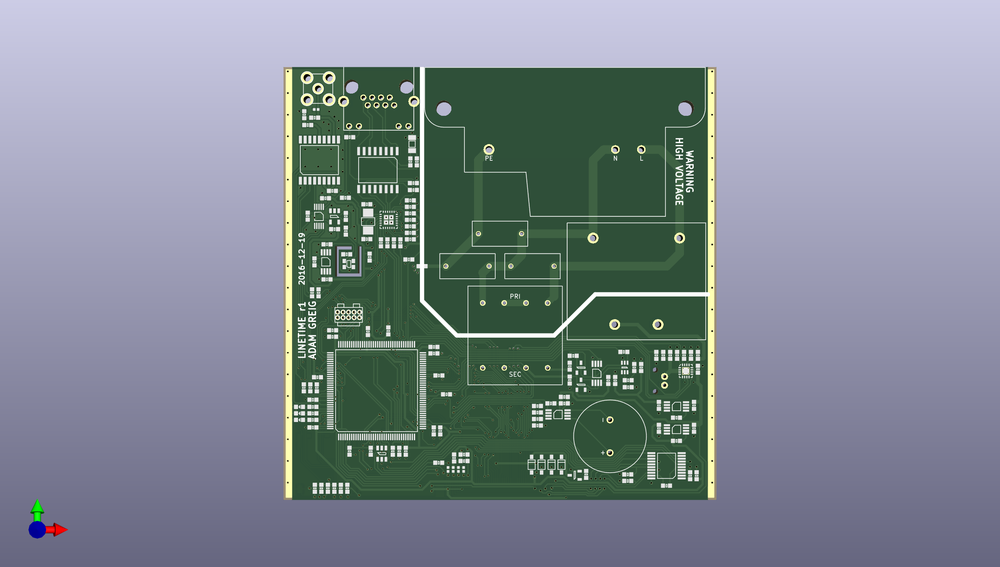 PE
N
L
WARNING
HIGH VOLTAGE
2016-12-19
LINETIME r1
ADAM GREIG
PRI
SEC
+